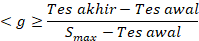 < g ≥ Tes akhir − Tes awal
S_max − Tes awal